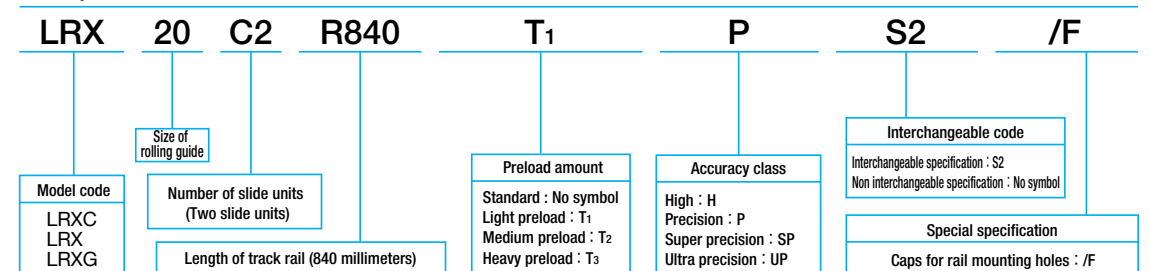 LRX 20 C2 R840 T1 P S2 /F
Size of
rolling guide
Model code
LRXC
LRX
LRXG
Number of slide units
(Two slide units)
Length of track rail (840 millimeters)
Preload amount
Standard : No symbol
Light preload : T1
Medium preload : T2
Heavy preload : T3
Accuracy class
High : H
Precision : P
Super precision : SP
Ultra precision : UP
Interchangeable code
Interchangeable specification : S2
Non interchangeable specification : No symbol
Special specification
Caps for rail mounting holes : /F